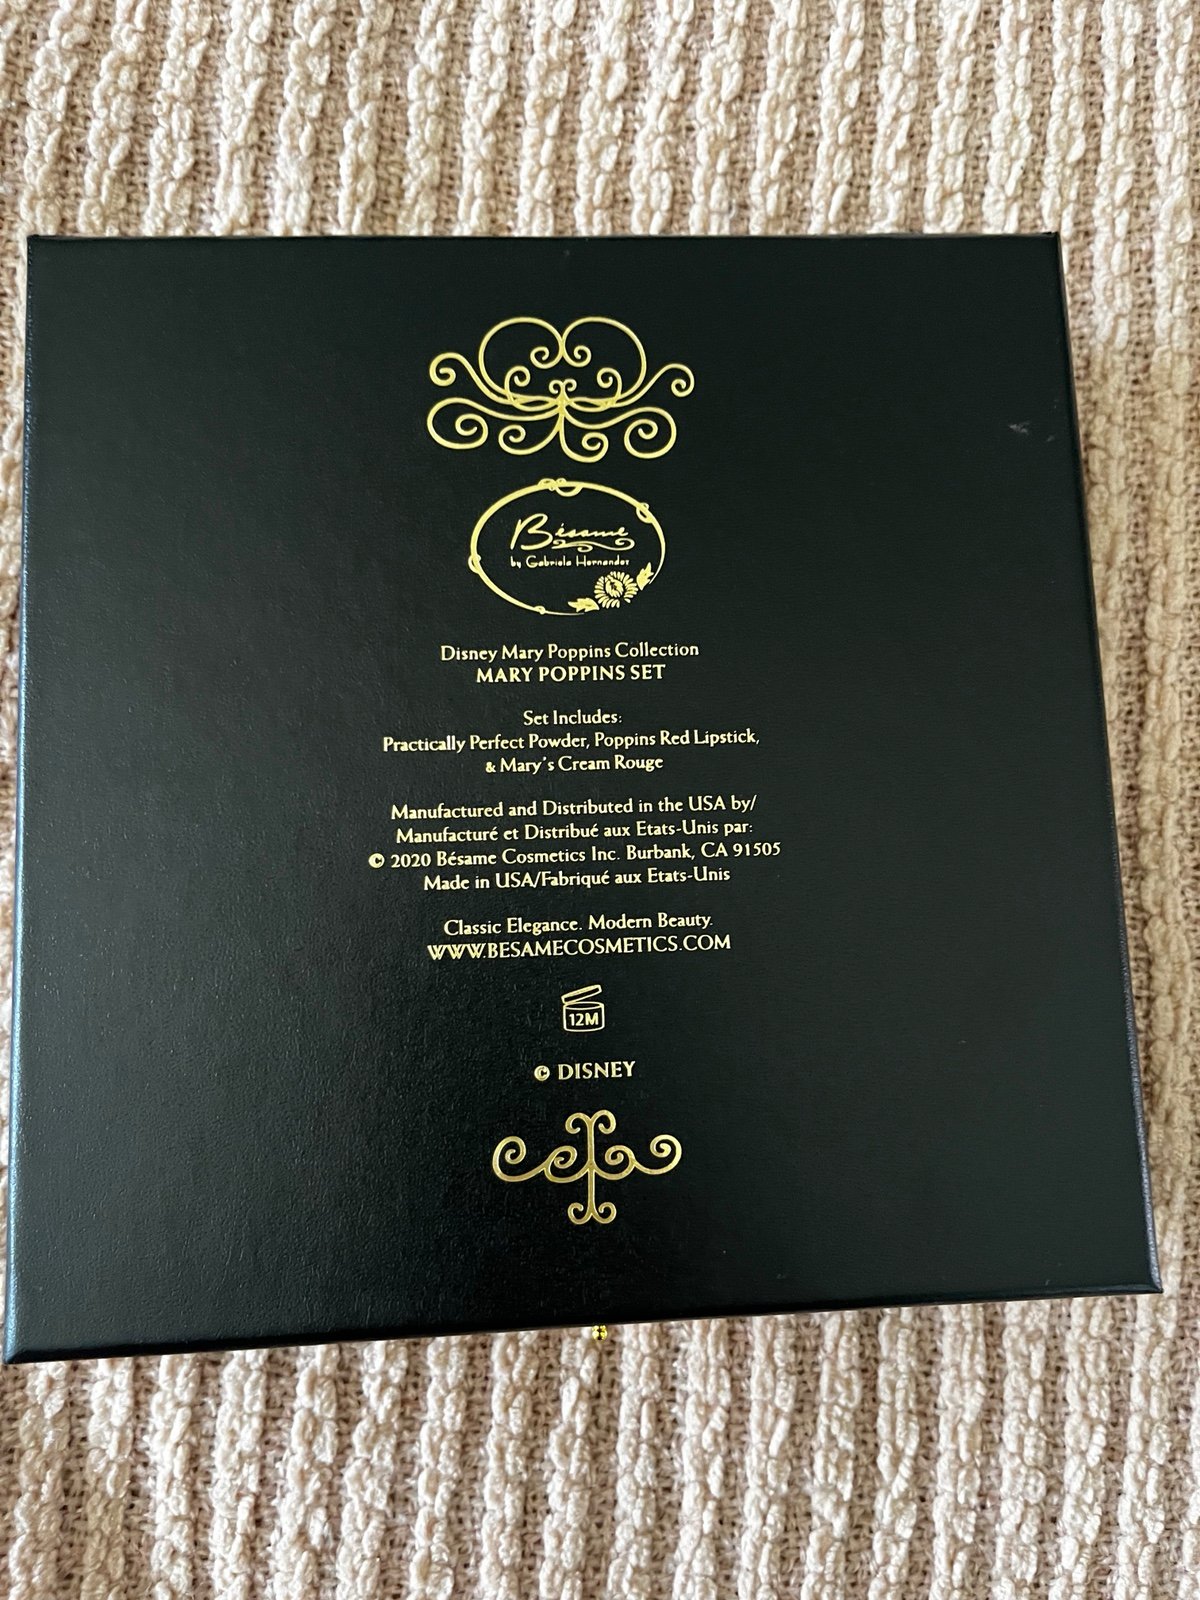 Bésame
by Gabriela Hernandez
Disney Mary Poppins Collection
MARY POPPINS SET
Set Includes:
Practically Perfect Powder, Poppins Red Lipstick,
& Mary's Cream Rouge
Manufactured and Distributed in the USA by/
Manufacturé et Distribué aux Etats-Unis par:
© 2020 Bésame Cosmetics Inc. Burbank, CA 91505
Made in USA/Fabriqué aux Etats-Unis
Classic Elegance. Modern Beauty.
WWW.BESAMECOSMETICS.COM
12M
© DISNEY